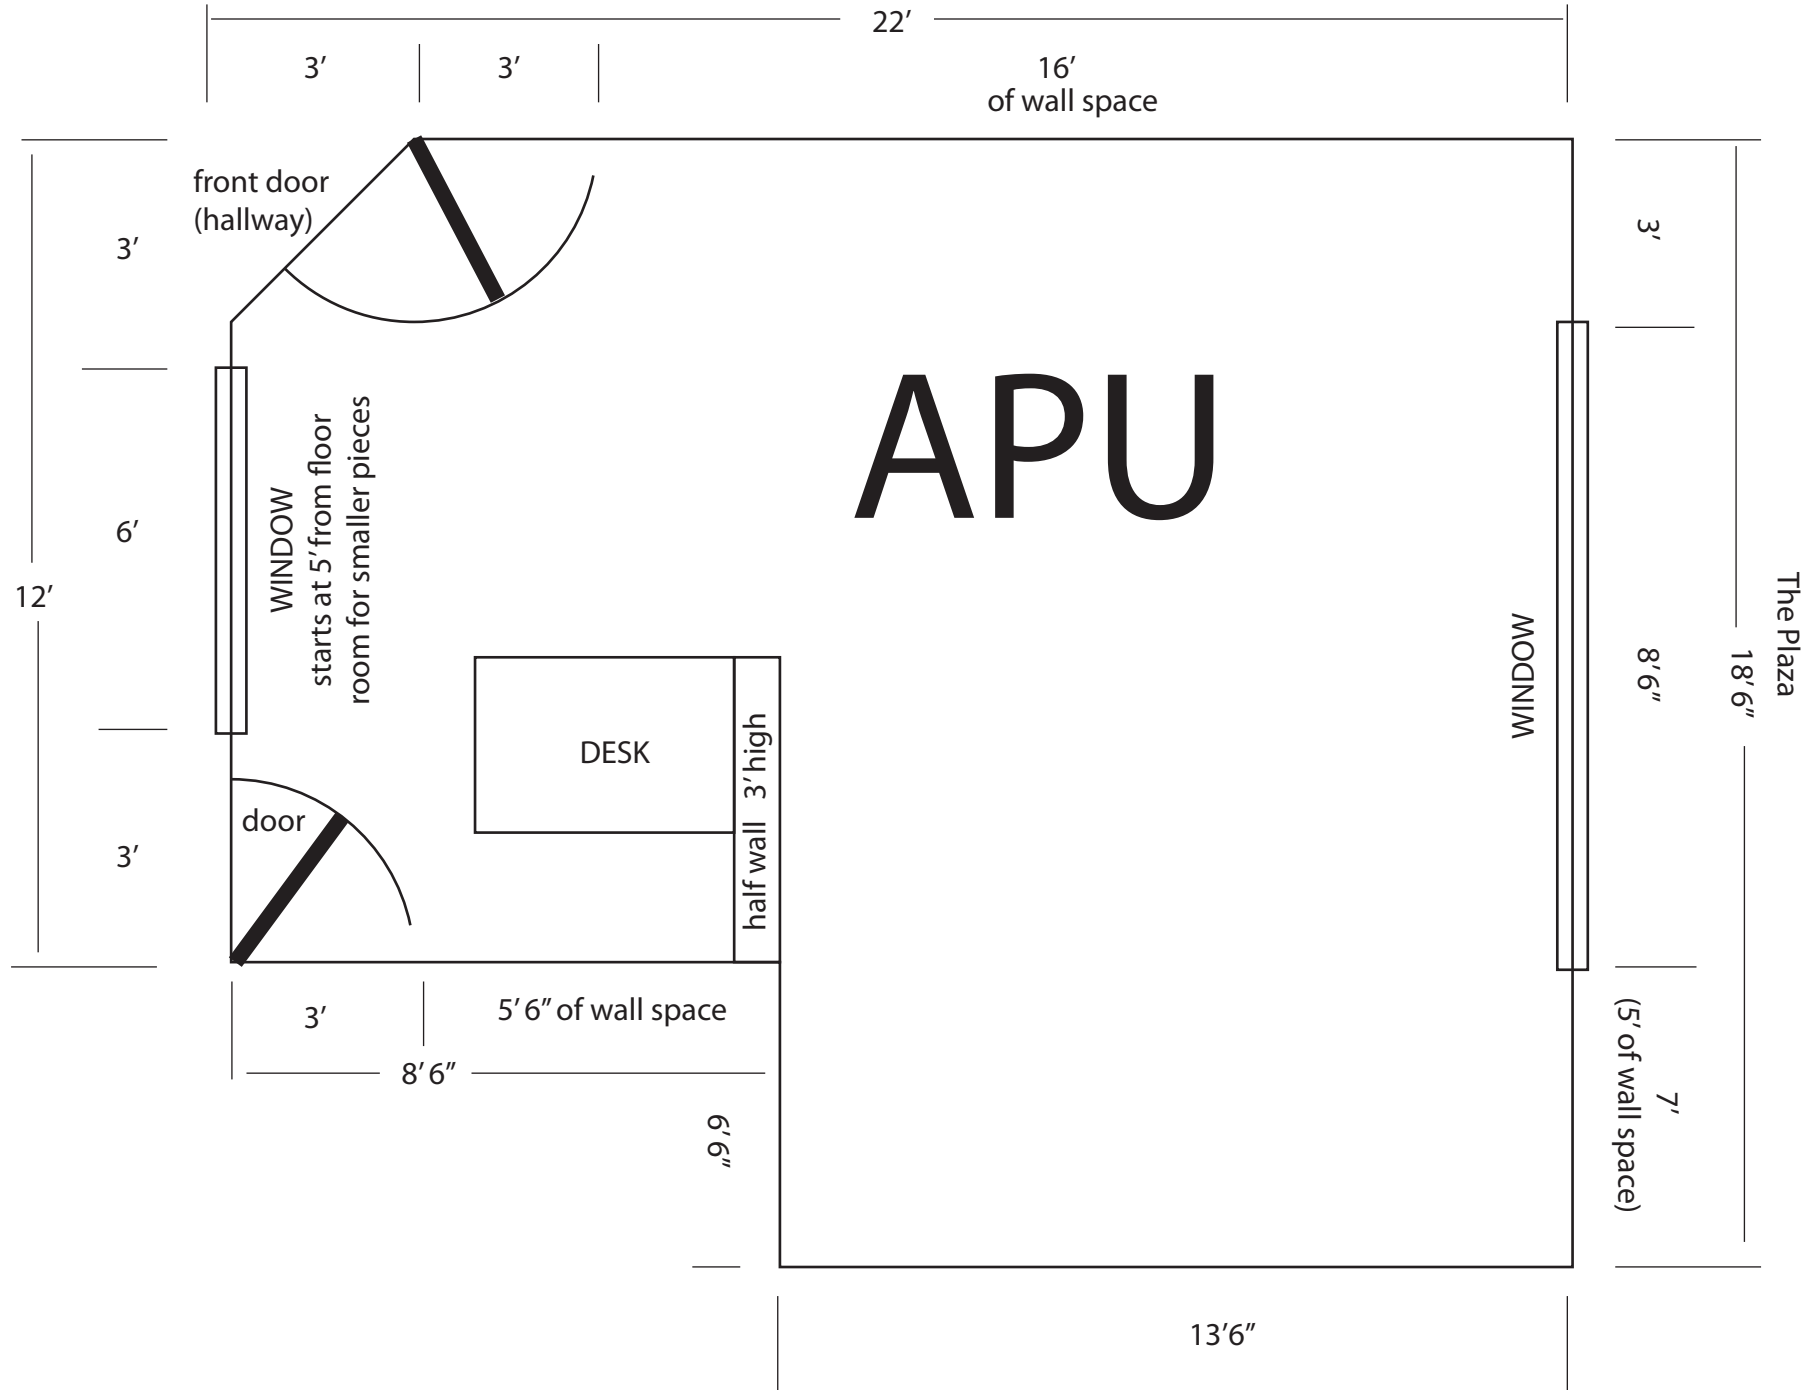 22’
3’
3’
16’
of wall space
front door
(hallway)
3’
3’
APU
WINDOW
starts at 5’ from floor
room for smaller pieces
6’
12’
The Plaza
18’ 6”
8’ 6”
WINDOW
DESK
half wall   3’ high
door
3’
3’
5’ 6” of wall space
8’ 6”
7’
(5’ of wall space)
6’6”
13’6”